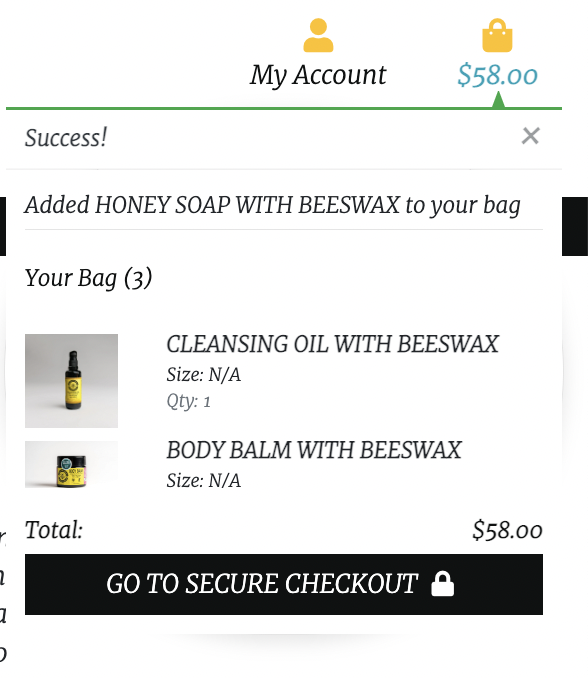 My Account
$58.00
Success!
Added HONEY SOAP WITH BEESWAX to your bag
Your Bag (3)
CLEANSING OIL WITH BEESWAX
Size: N/A
Qty: 1
BODY BALM WITH BEESWAX
Size: N/A
Total:
$58.00
GO TO SECURE CHECKOUT